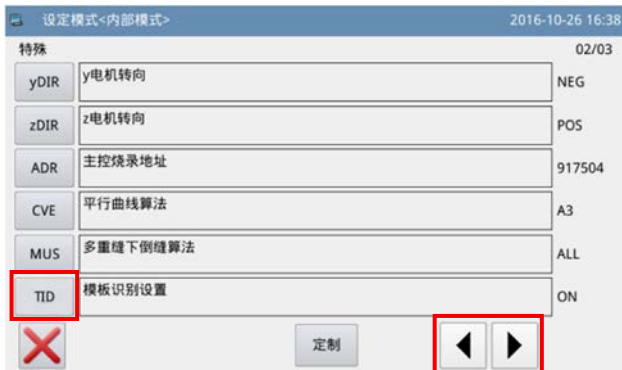 设定模式<内部模式> 2016-10-26 16:38
特殊 02/03
yDIR y电机转向 NEG
zDIR z电机转向 POS
ADR 主控烧录地址 917504
CVE 平行曲线算法 A3
MUS 多重缝下倒缝算法 ALL
TID 模板识别设置 ON
定制